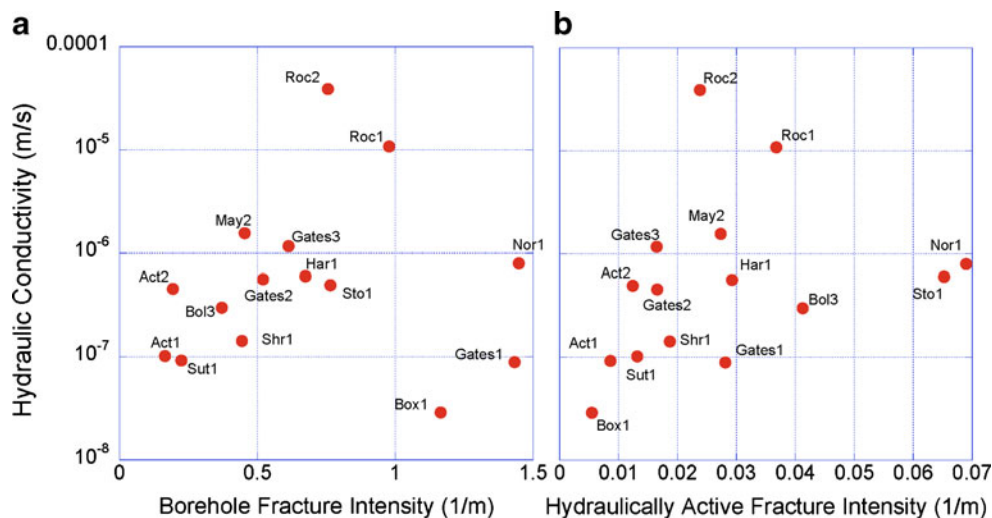 a
b
0.0001
10-5
10-6
10-7
10-8
Hydraulic Conductivity (m/s)
Roc2
Roc1
May2
Gates3
Nor1
Har1
Act2
Gates2
Sto1
Bol3
Act1
Shr1
Sut1
Gates1
Box1
0 0.5 1 1.5
Borehole Fracture Intensity (1/m)
Roc2
Roc1
May2
Gates3
Nor1
Har1
Act2
Gates2
Sto1
Bol3
Act1
Shr1
Gates1
Sut1
Box1
0 0.01 0.02 0.03 0.04 0.05 0.06 0.07
Hydraulically Active Fracture Intensity (1/m)